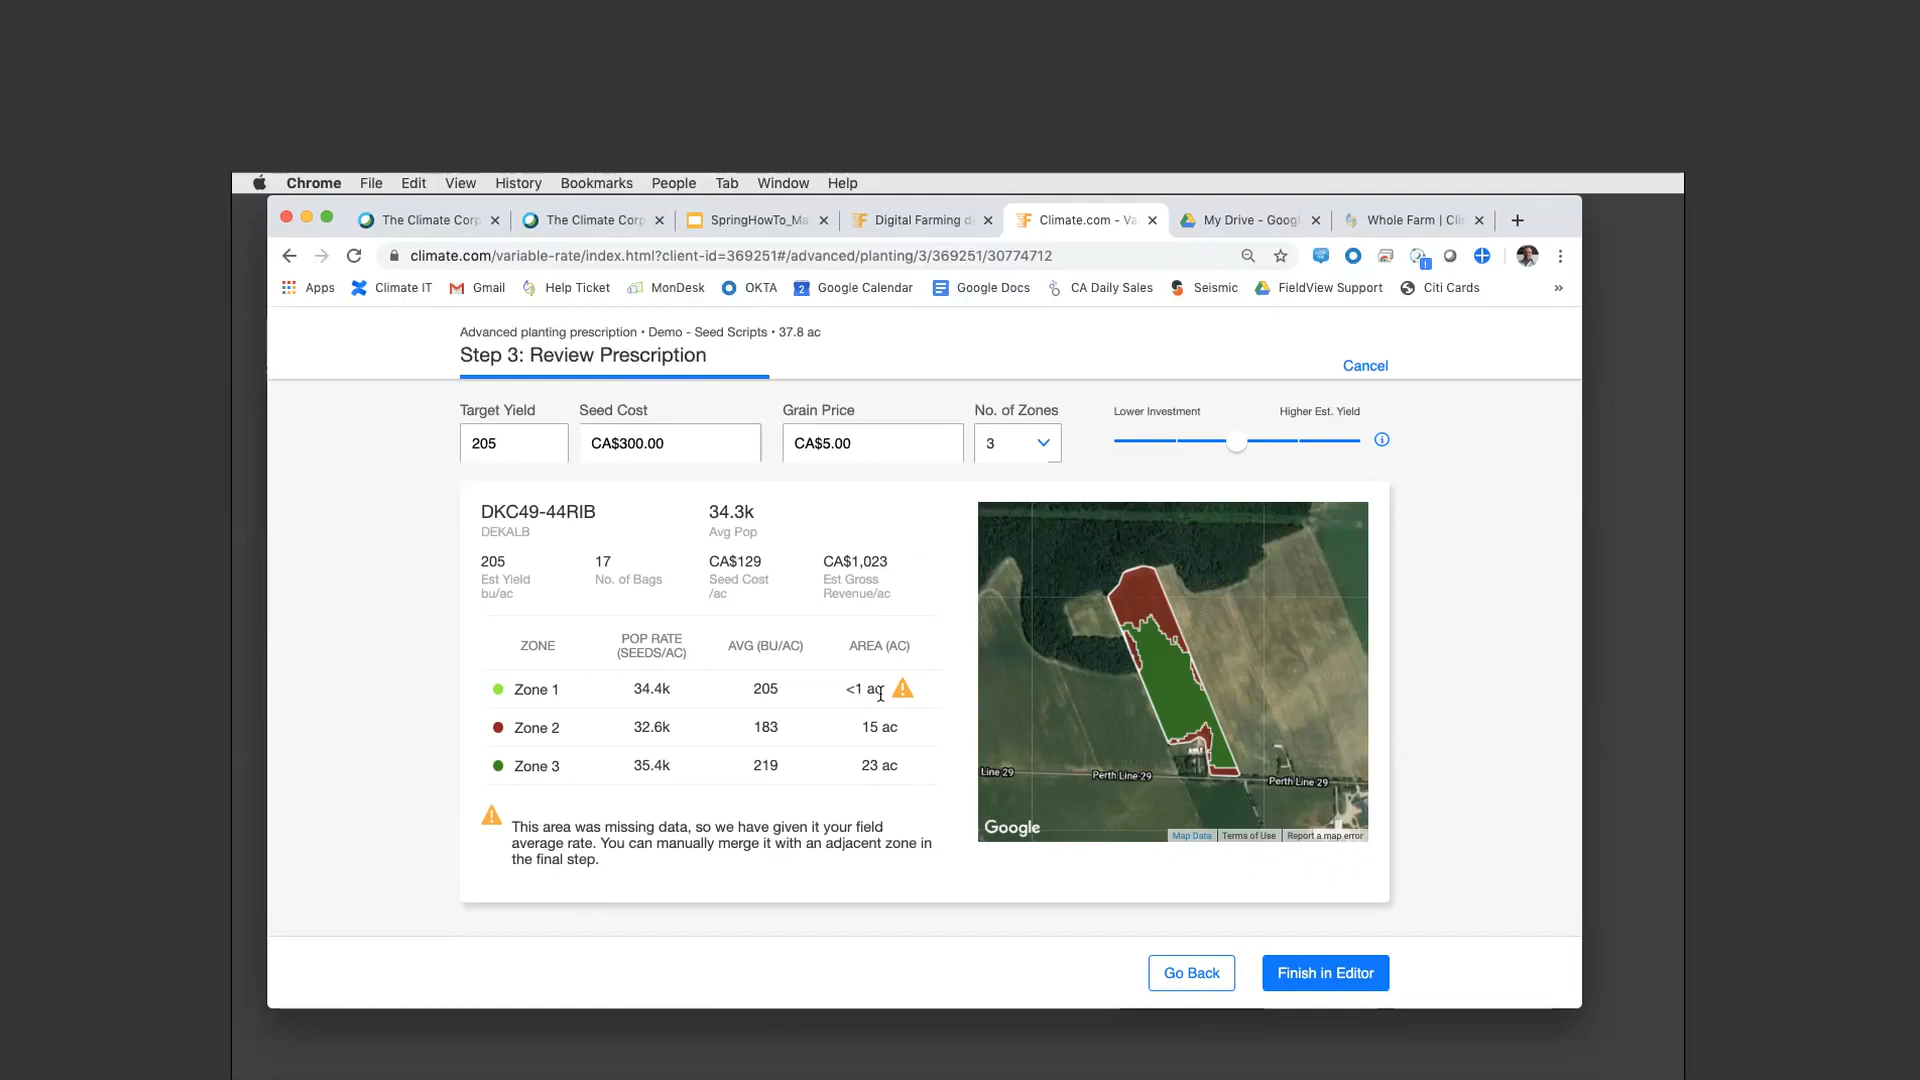 Chrome File Edit View History Bookmarks People Tab Window Help
The Climate Corp The Climate Corp SpringHowTo_Ma Digital Farming d Climate.com - Va My Drive - Googl Whole Farm | Cli
climate.com/variable-rate/index.html?client-id=369251#/advanced/planting/3/369251/30774712
Apps Climate IT Gmail Help Ticket MonDesk OKTA 2 Google Calendar Google Docs CA Daily Sales Seismic FieldView Support Citi Cards »
Advanced planting prescription • Demo - Seed Scripts • 37.8 ac
Step 3: Review Prescription
Cancel
Target Yield Seed Cost Grain Price No. of Zones Lower Investment Higher Est. Yield
205 CA$300.00 CA$5.00 3
DKC49-44RIB 34.3k
DEKALB Avg Pop
205 17 CA$129 CA$1,023
Est Yield No. of Bags Seed Cost Est Gross
bu/ac /ac Revenue/ac
ZONE POP RATE (SEEDS/AC) AVG (BU/AC) AREA (AC)
Zone 1 34.4k 205 <1 ac
Zone 2 32.6k 183 15 ac
Zone 3 35.4k 219 23 ac
This area was missing data, so we have given it your field
average rate. You can manually merge it with an adjacent zone in
the final step.
Line 29 Perth Line 29 Perth Line 29
Google
Map Data Terms of Use Report a map error
Go Back Finish in Editor